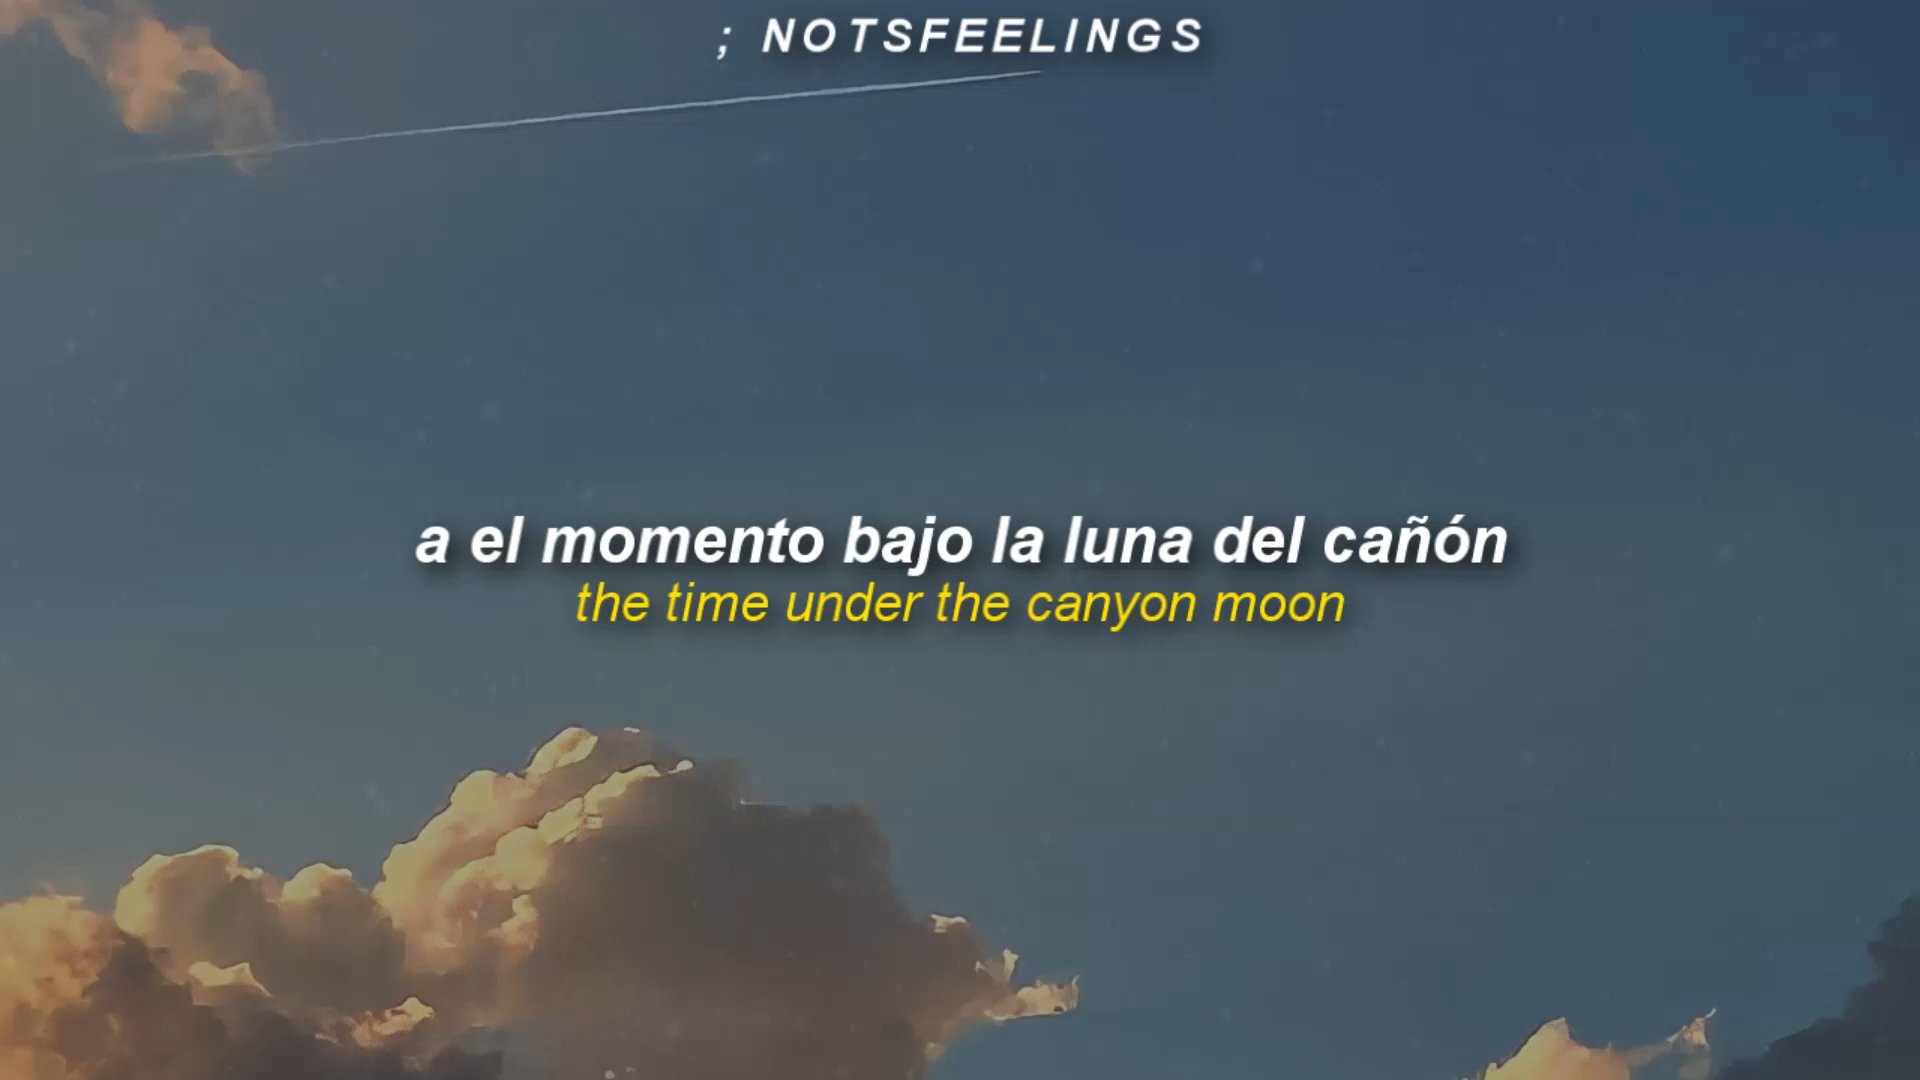 ; NOTSFEELINGS
a el momento bajo la luna del cañón
the time under the canyon moon